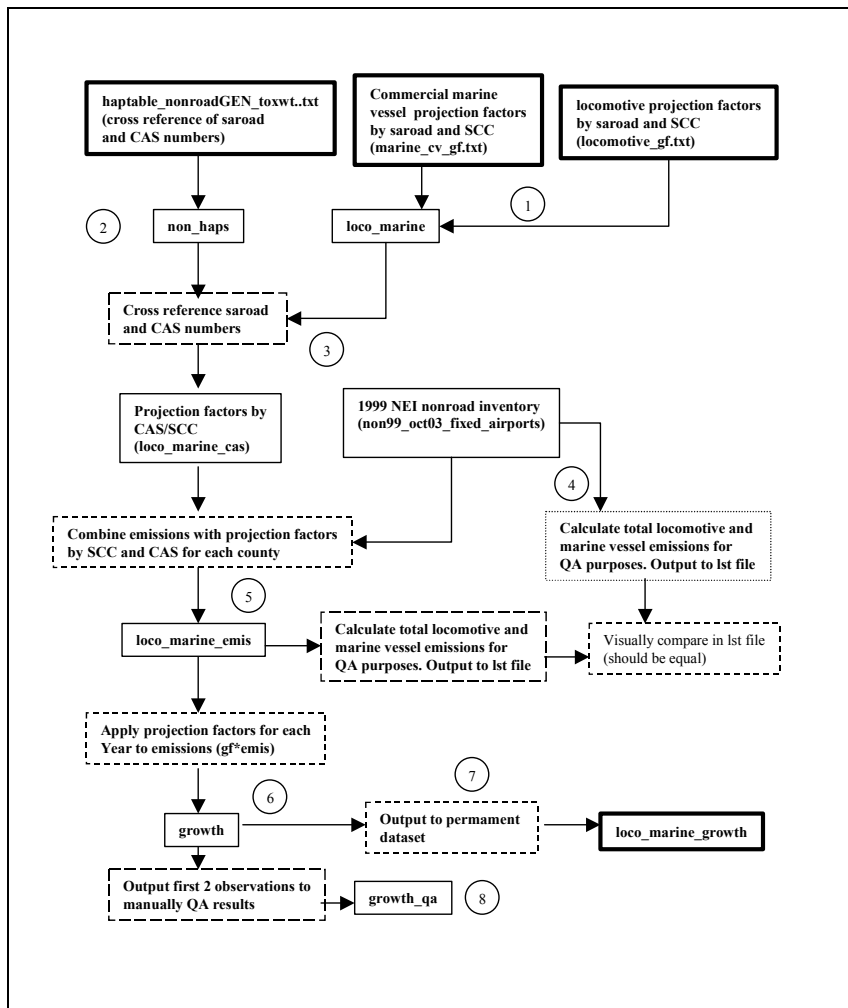 haptable_nonroadGEN_toxwt..txt
(cross reference of saroad
and CAS numbers)
Commercial marine
vessel projection factors
by saroad and SCC
(marine_cv_gf.txt)
locomotive projection factors
by saroad and SCC
(locomotive_gf.txt)
1
2
non_haps
loco_marine
Cross reference saroad
and CAS numbers
3
Projection factors by
CAS/SCC
(loco_marine_cas)
1999 NEI nonroad inventory
(non99_oct03_fixed_airports)
4
Combine emissions with projection factors
by SCC and CAS for each county
Calculate total locomotive and
marine vessel emissions for
QA purposes. Output to lst file
5
loco_marine_emis
Calculate total locomotive and
marine vessel emissions for
QA purposes. Output to lst file
Visually compare in lst file
(should be equal)
Apply projection factors for each
Year to emissions (gf*emis)
6
7
growth
Output to permament
dataset
loco_marine_growth
Output first 2 observations to
manually QA results
growth_qa
8